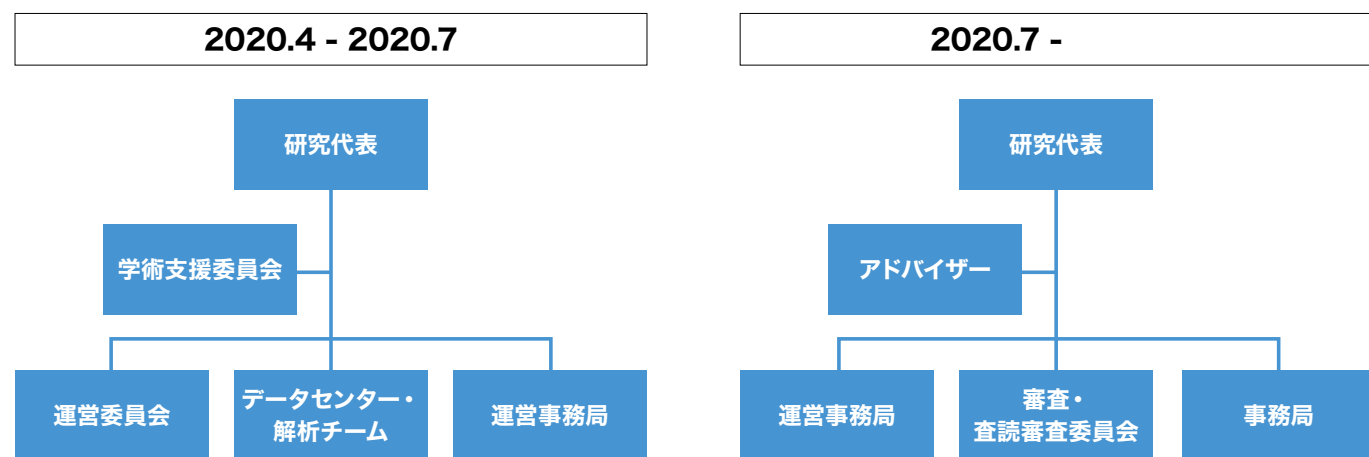 2020.4 - 2020.7
研究代表
学術支援委員会
運営委員会
データセンター・
解析チーム
運営事務局
2020.7 -
研究代表
アドバイザー
運営事務局
審査・
査読審査委員会
事務局